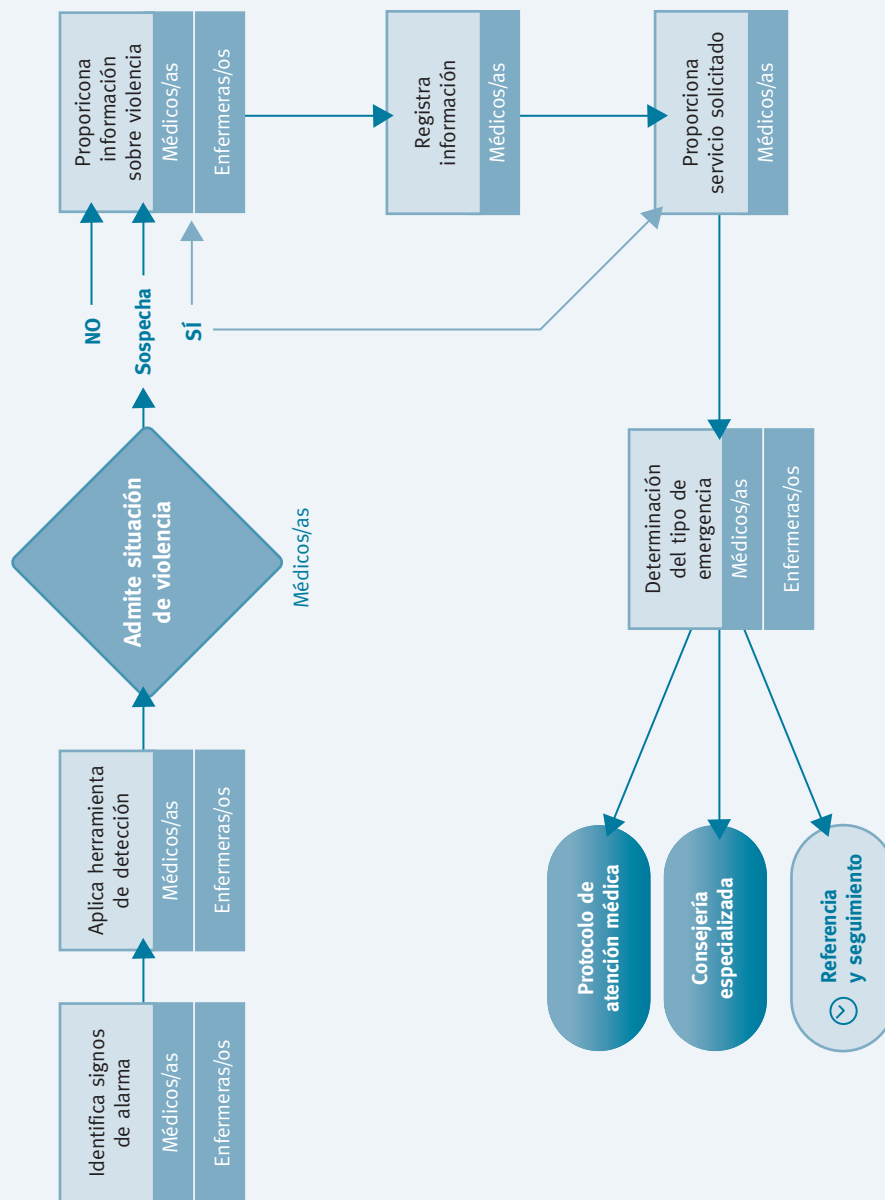 Identifica signos
de alarma
Médicos/as
Enfermeras/os
Aplica herramienta
de detección
Médicos/as
Enfermeras/os
Admite situación
de violencia
Médicos/as
NO
Sospecha
SÍ
Proporicona
información
sobre violencia
Médicos/as
Enfermeras/os
Registra
información
Médicos/as
Proporciona
servicio solicitado
Médicos/as
Determinación
del tipo de
emergencia
Médicos/as
Enfermeras/os
Protocolo de
atención médica
Consejería
especializada
Referencia
y seguimiento